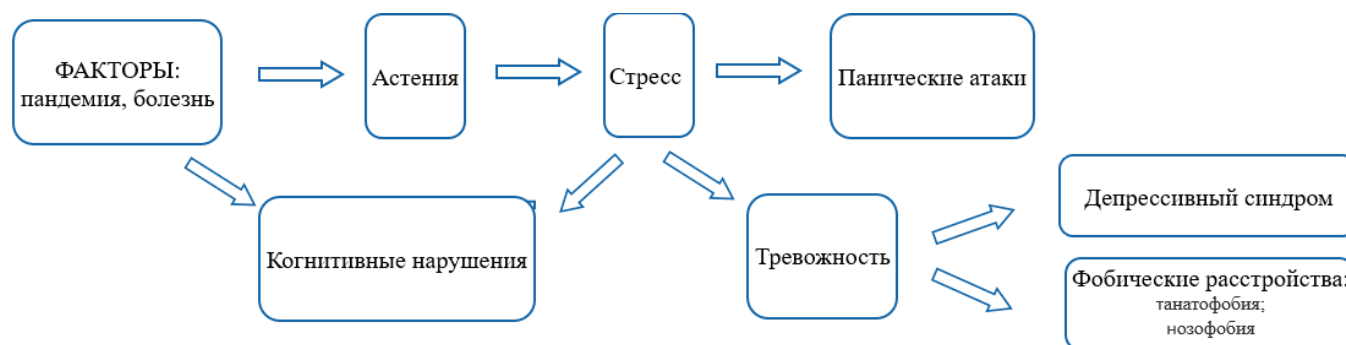 ФАКТОРЫ:
пандемия, болезнь
Астения
Стресс
Панические атаки
Когнитивные нарушения
Тревожность
Депрессивный синдром
Фобические расстройства:
танатофобия;
нозофобия